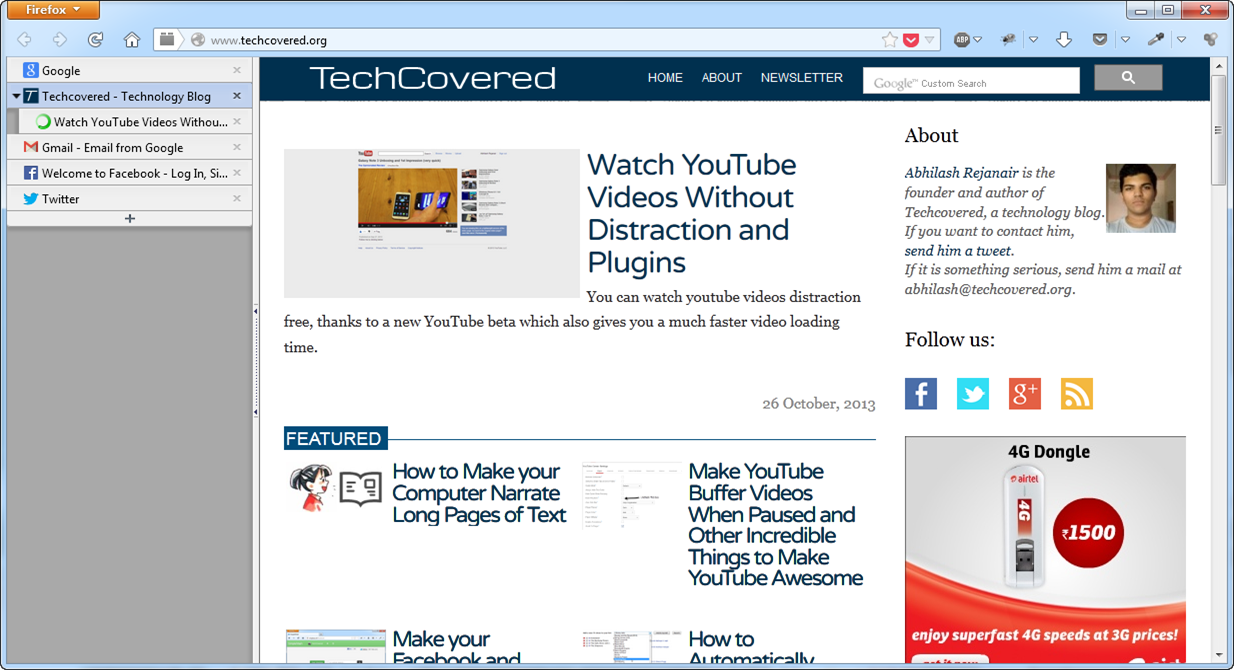 Firefox
www.techcovered.org
ABP
Google
Techcovered - Technology Blog
Watch YouTube Videos Withou...
Gmail - Email from Google
Welcome to Facebook - Log In, Si...
Twitter
TechCovered
HOME
ABOUT
NEWSLETTER
Google™ Custom Search
Watch YouTube
Videos Without
Distraction and
Plugins
You can watch youtube videos distraction
free, thanks to a new YouTube beta which also gives you a much faster video loading
time.
26 October, 2013
FEATURED
How to Make your
Computer Narrate
Long Pages of Text
Make YouTube
Buffer Videos
When Paused and
Other Incredible
Things to Make
YouTube Awesome
Make your
Facebook and
How to
Automatically
About
Abhilash Rejanair is the
founder and author of
Techcovered, a technology blog.
If you want to contact him,
send him a tweet.
If it is something serious, send him a mail at
abhilash@techcovered.org.
Follow us:
4G Dongle
airtel
4G
₹1500
enjoy superfast 4G speeds at 3G prices!
get it now